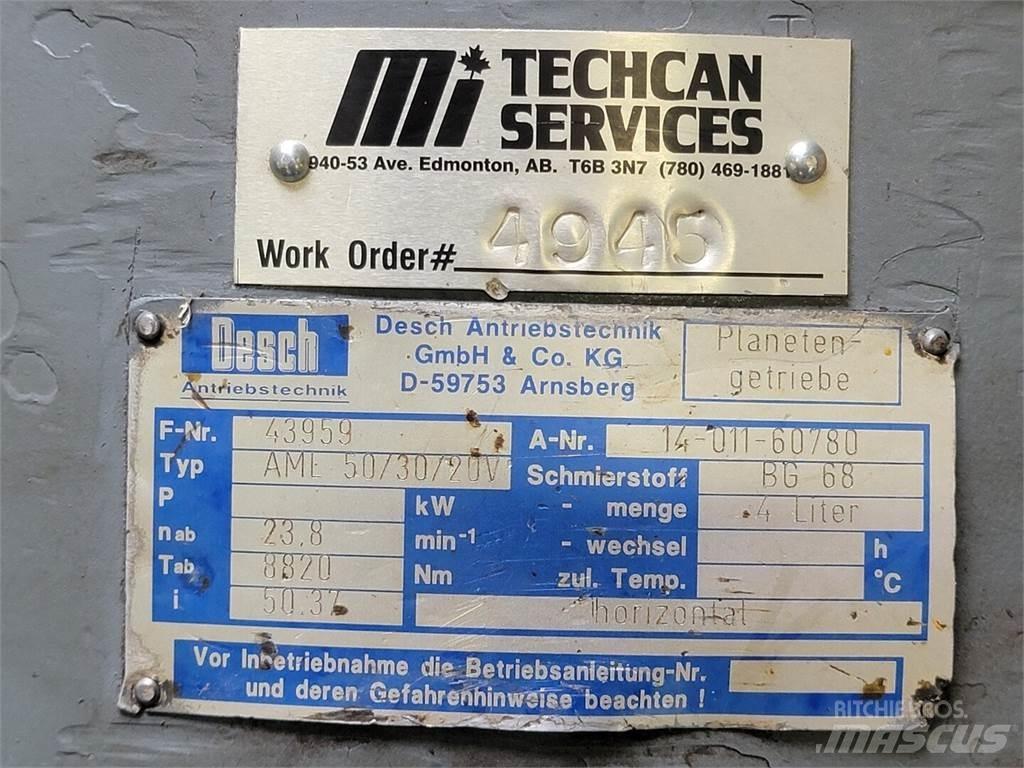 mi TECHCAN
SERVICES
940-53 Ave. Edmonton, AB. T6B 3N7 (780) 469-1881
Work Order# 4945
Desch
Antriebstechnik
Desch Antriebstechnik
GmbH & Co. KG
D-59753 Arnsberg
Planeten-
getriebe
F-Nr. 43959 A-Nr. 14-011-60780
Typ AME 50/30/20V Schmierstoff BG 68
P kW - menge 4 Liter
nab 23,8 min-1 - wechsel h
Tab 8820 Nm zul. Temp. °C
i 50.37 horizontal
Vor Inbetriebnahme die Betriebsanleitung-Nr.
und deren Gefahrenhinweise beachten !
RITCHIE BROS.
MASCUS